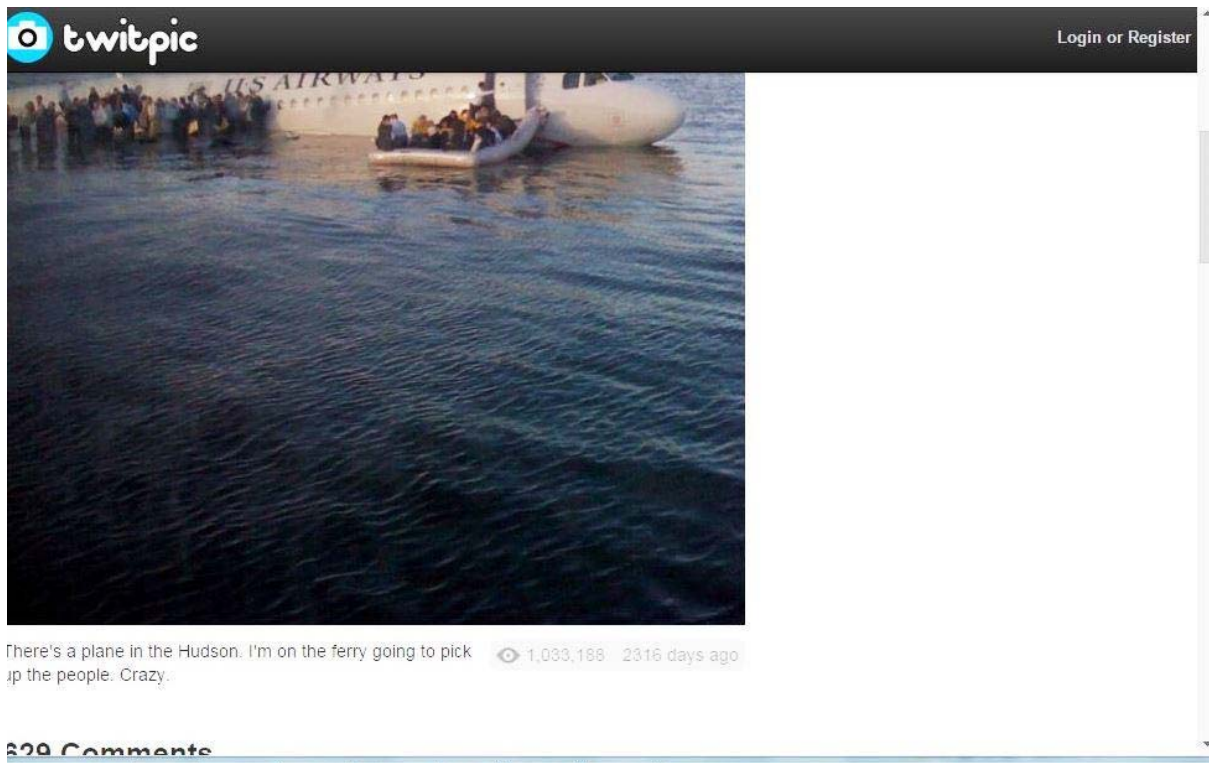 twitpic
Login or Register
US AIRWAYS
There's a plane in the Hudson. I'm on the ferry going to pick
up the people. Crazy.
1,033,188 2316 days ago
629 Comments